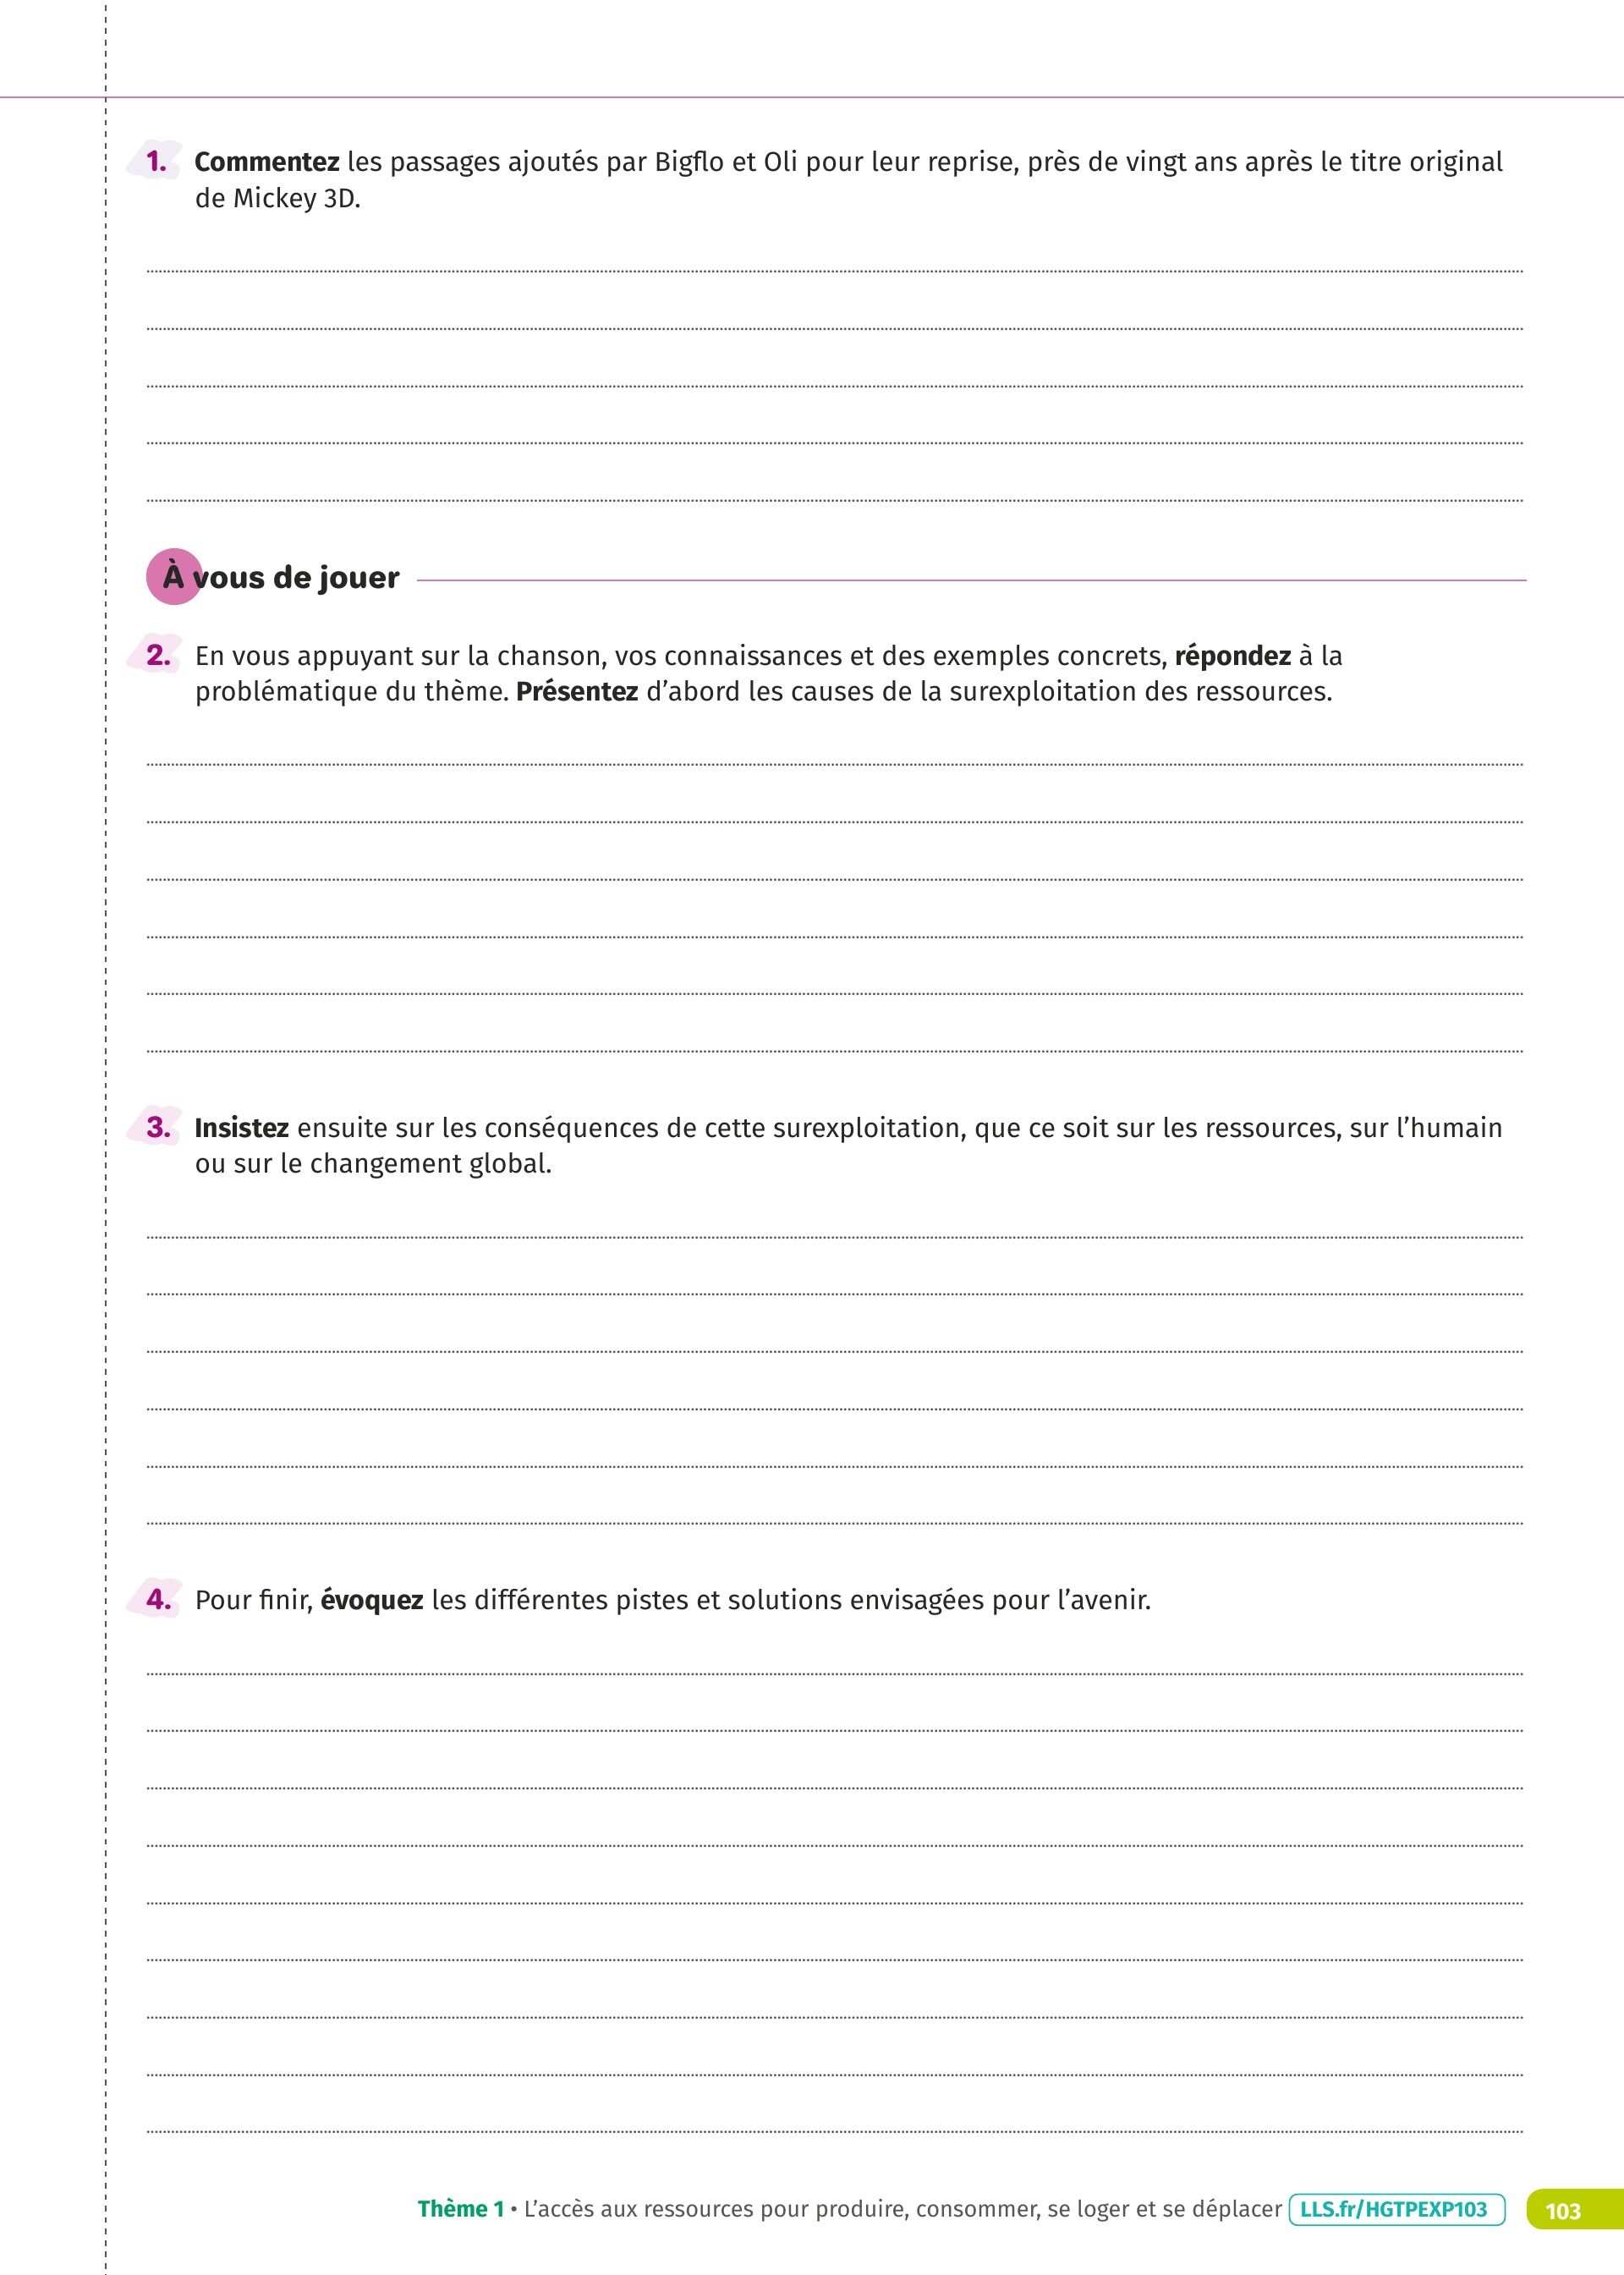 1. Commentez les passages ajoutés par Bigflo et Oli pour leur reprise, près de vingt ans après le titre original
de Mickey 3D.
À vous de jouer
2. En vous appuyant sur la chanson, vos connaissances et des exemples concrets, répondez à la
problématique du thème. Présentez d’abord les causes de la surexploitation des ressources.
3. Insistez ensuite sur les conséquences de cette surexploitation, que ce soit sur les ressources, sur l’humain
ou sur le changement global.
4. Pour finir, évoquez les différentes pistes et solutions envisagées pour l’avenir.
Thème 1 • L’accès aux ressources pour produire, consommer, se loger et se déplacer LLS.fr/HGTPEXP103 103